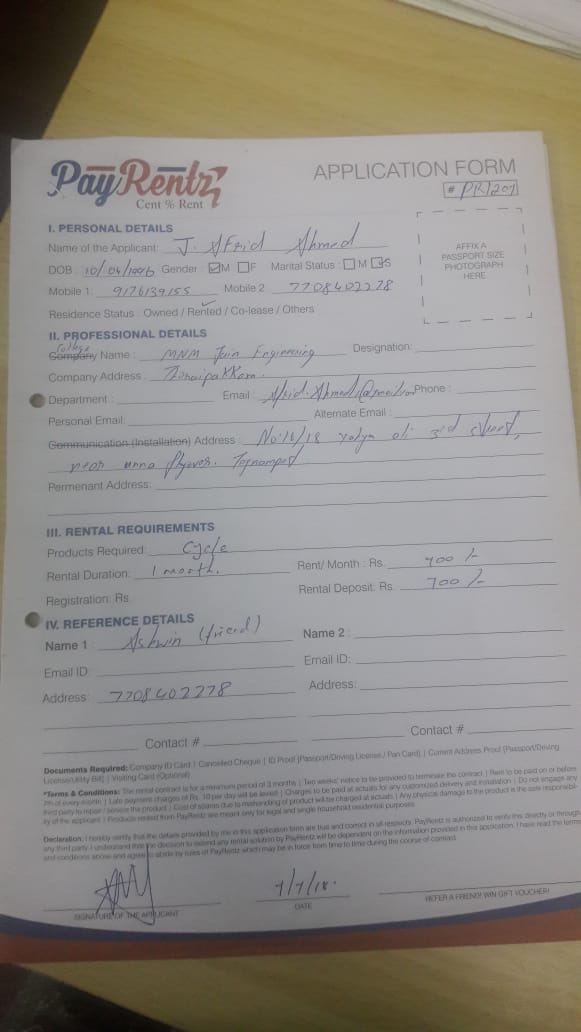 PayRentz
Cent % Rent
APPLICATION FORM
# PR1207
I. PERSONAL DETAILS
Name of the Applicant: J. Afrid Ahmed
AFFIX A
PASSPORT SIZE
PHOTOGRAPH
HERE
DOB : 10/04/1996 Gender M F Marital Status : M S
Mobile 1: 9176139155 Mobile 2 7708402278
Residence Status : Owned / Rented / Co-lease / Others
II. PROFESSIONAL DETAILS
College
Company Name : MNM Jain Engineering Designation:
Company Address : Thoraipakkam.
Department : Email : Phone :
Personal Email: Alternate Email :
Communication (Installation) Address : No:16/18 yahya ali 3rd street,
near anna flyover. Teynampet
Permenant Address:
III. RENTAL REQUIREMENTS
Products Required: Cycle
Rental Duration: 1 month. Rent/ Month : Rs. 400 /-
Registration: Rs. Rental Deposit: Rs. 700 /-
IV. REFERENCE DETAILS
Name 1 : Ashwin (friend) Name 2 :
Email ID: Email ID:
Address: 7708402278 Address:
Contact # Contact #
Documents Required: Company ID Card | Cancelled Cheque | ID Proof (Passport/Driving License / Pan Card) | Current Address Proof (Passport/Driving
License/Utility Bill) | Visiting Card (Optional)
*Terms & Conditions: The rental contract is for a minimum period of 3 months | Two weeks' notice to be provided to terminate the contract | Rent to be paid on or before
7th of every month | Late payment charges of Rs. 10 per day will be levied | Charges to be paid at actuals for any customized delivery and installation | Do not engage any
third party to repair / service the product | Cost of spares due to mishandling of product will be charged at actuals | Any physical damage to the product is the sole responsibil-
ity of the applicant | Products rented from PayRentz are meant only for legal and single household residential purposes
Declaration: I hereby certify that the details provided by me in this application form are true and correct in all respects. PayRentz is authorized to verify this directly or through
any third party. I understand that the decision to extend any rental solution by PayRentz will be dependent on the information provided in this application. I have read the terms
and conditions above and agree to abide by rules of PayRentz which may be in force from time to time during the course of contract.
SIGNATURE OF THE APPLICANT
7/7/18.
DATE
REFER A FRIEND! WIN GIFT VOUCHER!